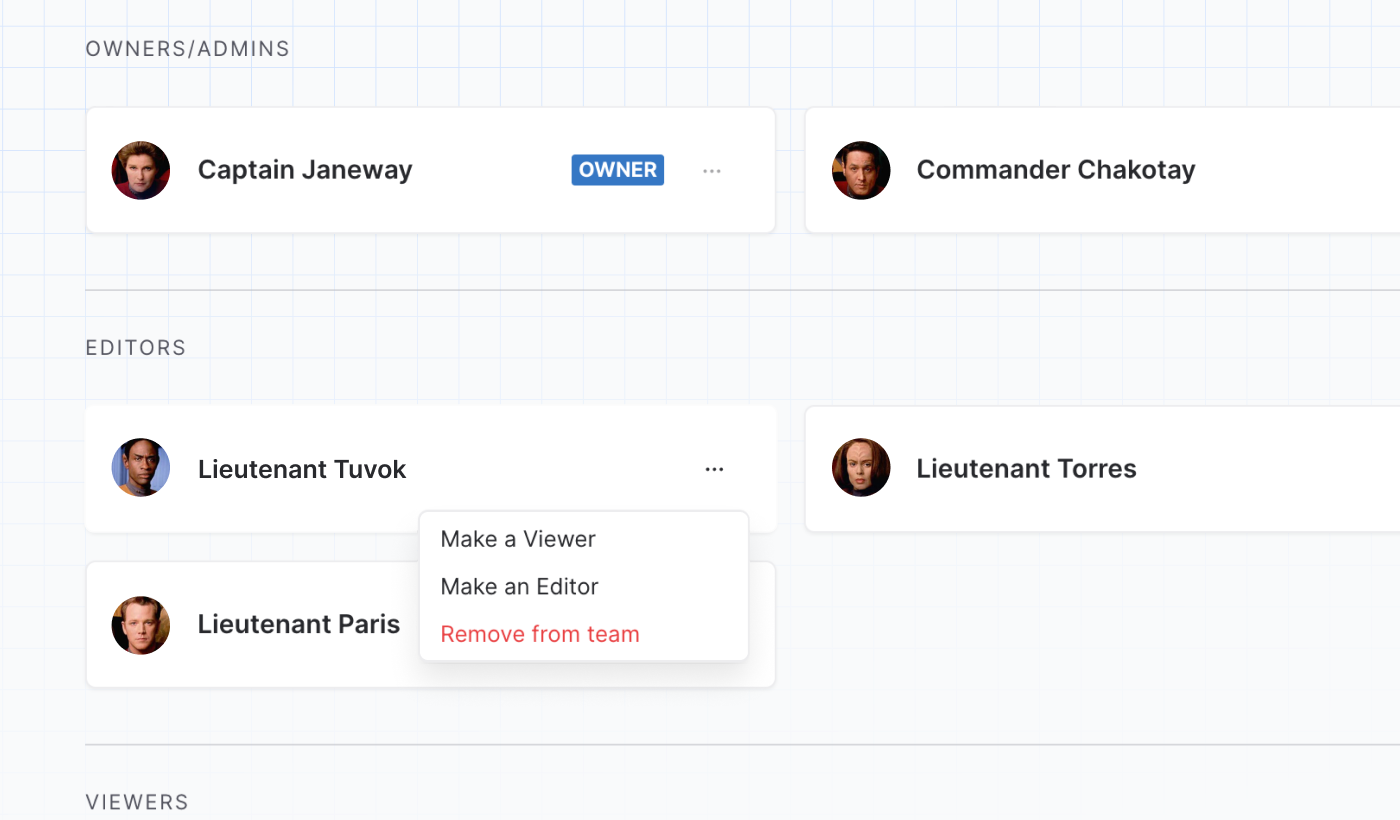 OWNERS/ADMINS
Captain Janeway
OWNER
Commander Chakotay
EDITORS
Lieutenant Tuvok
Lieutenant Torres
Make a Viewer
Make an Editor
Remove from team
Lieutenant Paris
VIEWERS